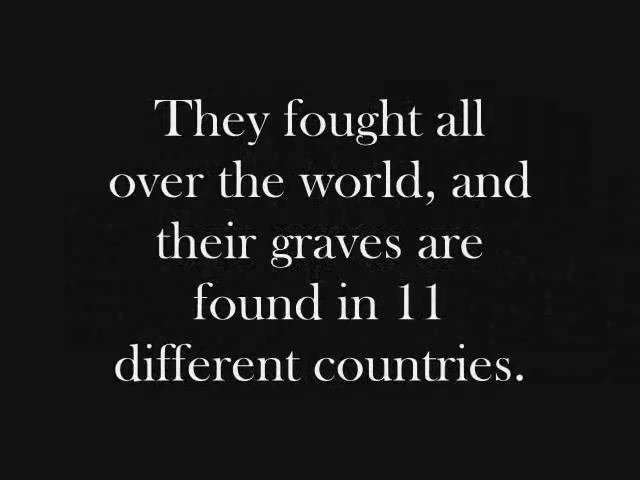 They fought all
over the world, and
their graves are
found in 11
different countries.